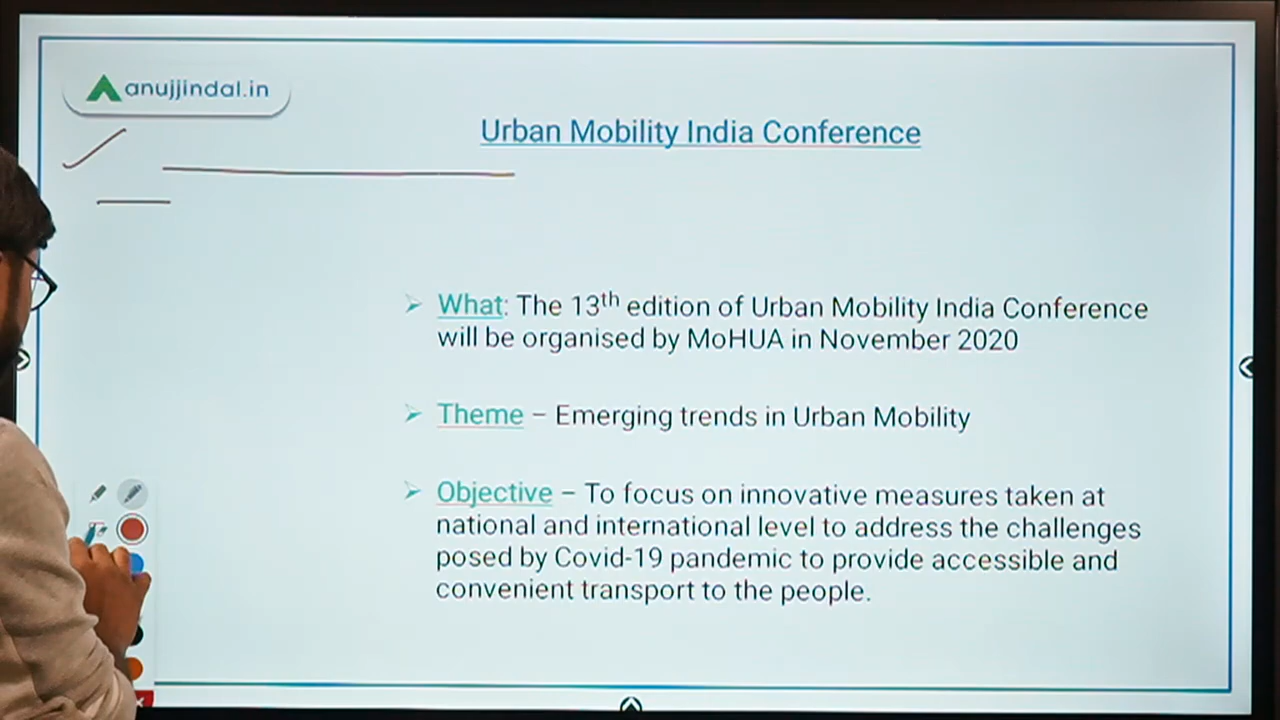 anujjindal.in
Urban Mobility India Conference
What: The 13th edition of Urban Mobility India Conference
will be organised by MoHUA in November 2020
Theme – Emerging trends in Urban Mobility
Objective – To focus on innovative measures taken at
national and international level to address the challenges
posed by Covid-19 pandemic to provide accessible and
convenient transport to the people.